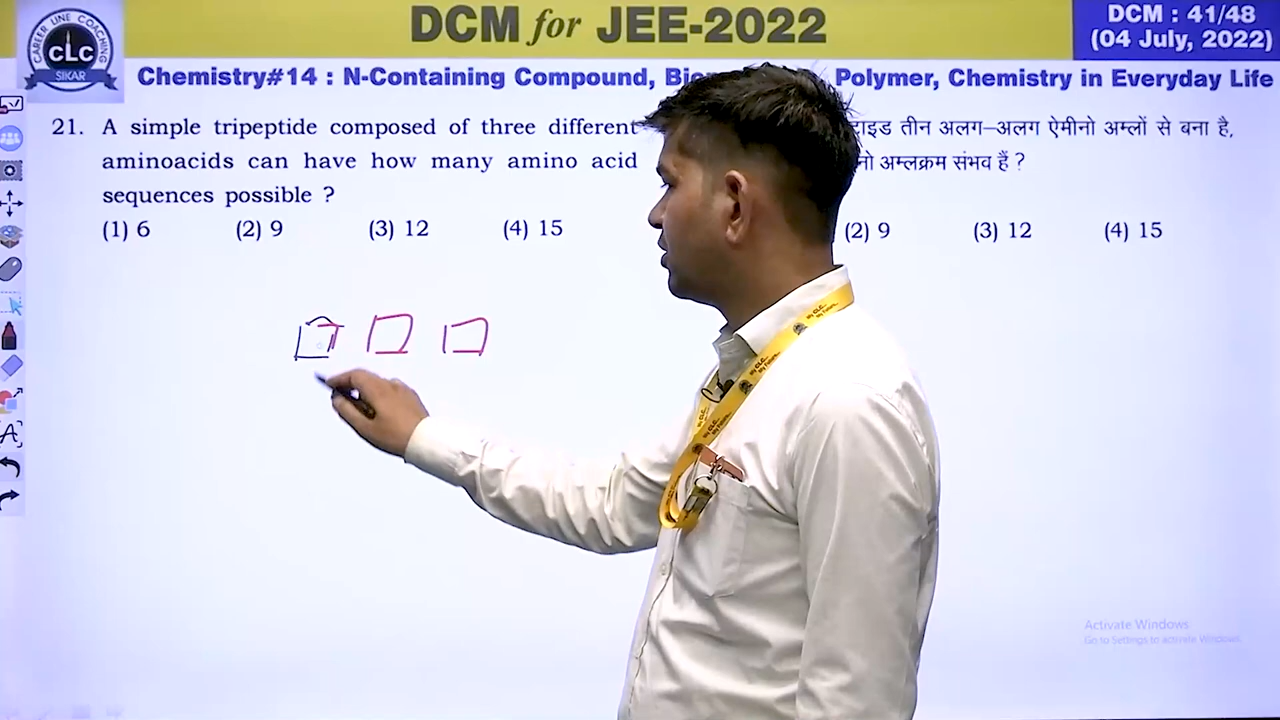 DCM for JEE-2022
DCM : 41/48
(04 July, 2022)
CAREER LINE COACHING
CLC
SIKAR
Chemistry#14 : N-Containing Compound, Polymer, Chemistry in Everyday Life
21. A simple tripeptide composed of three different
aminoacids can have how many amino acid
sequences possible ?
(1) 6 (2) 9 (3) 12 (4) 15
तीन अलग–अलग ऐमीनो अम्लों से बना है,
अम्लक्रम संभव हैं ?
(2) 9 (3) 12 (4) 15
Activate Windows
Go to Settings to activate Windows.